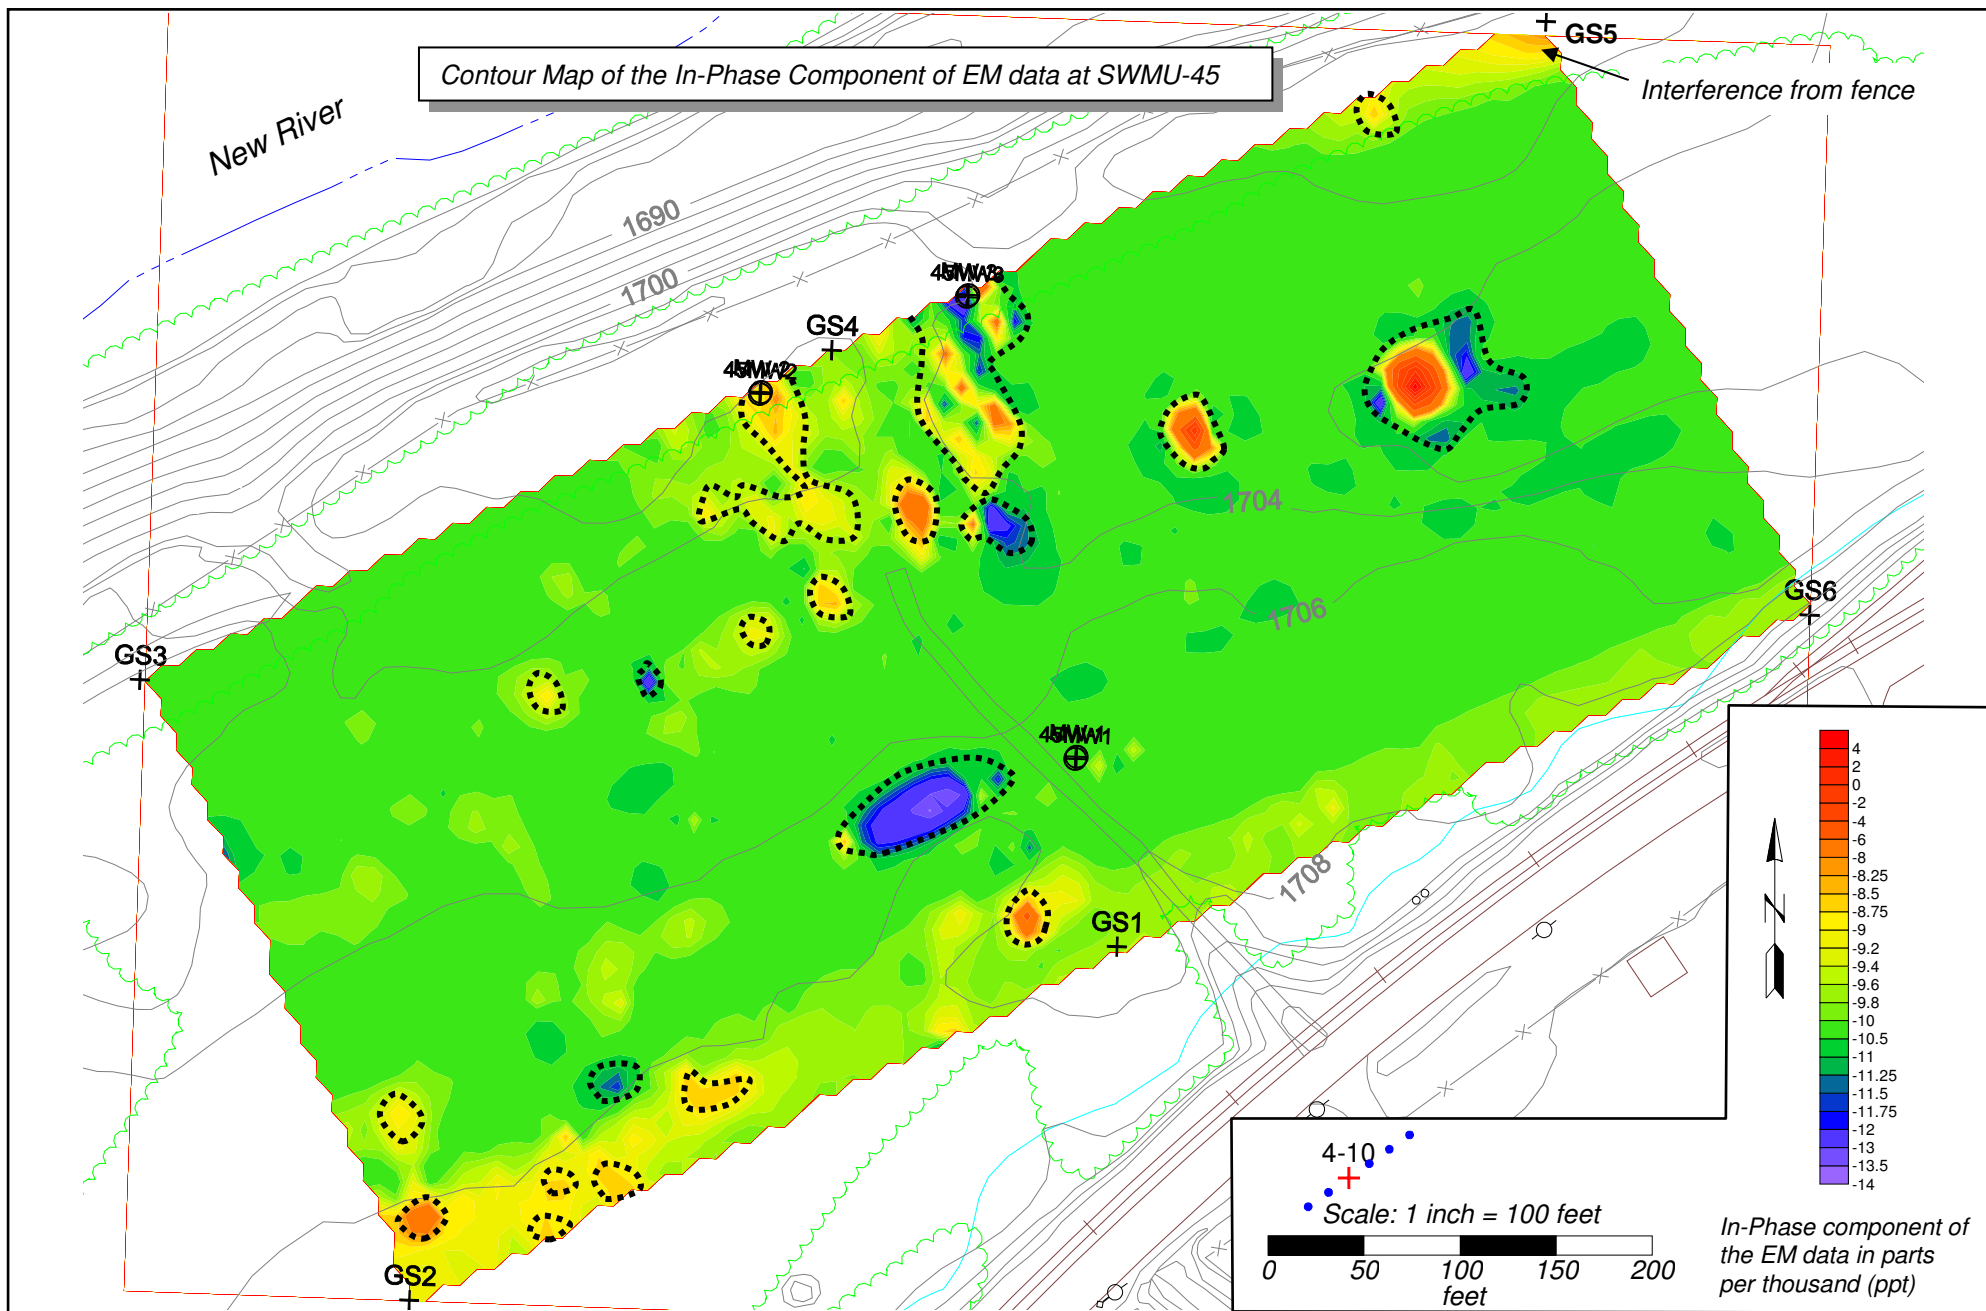 GS5
Contour Map of the In-Phase Component of EM data at SWMU-45
Interference from fence
New River
1690
1700
GS4
1704
1706
GS6
GS3
1708
GS1
GS2
4
2
0
-2
-4
-6
-8
-8.25
-8.5
-8.75
-9
-9.2
-9.4
-9.6
-9.8
-10
-10.5
-11
-11.25
-11.5
-11.75
-12
-13
-13.5
-14
N
4-10
Scale: 1 inch = 100 feet
0 50 100 150 200
feet
In-Phase component of
the EM data in parts
per thousand (ppt)